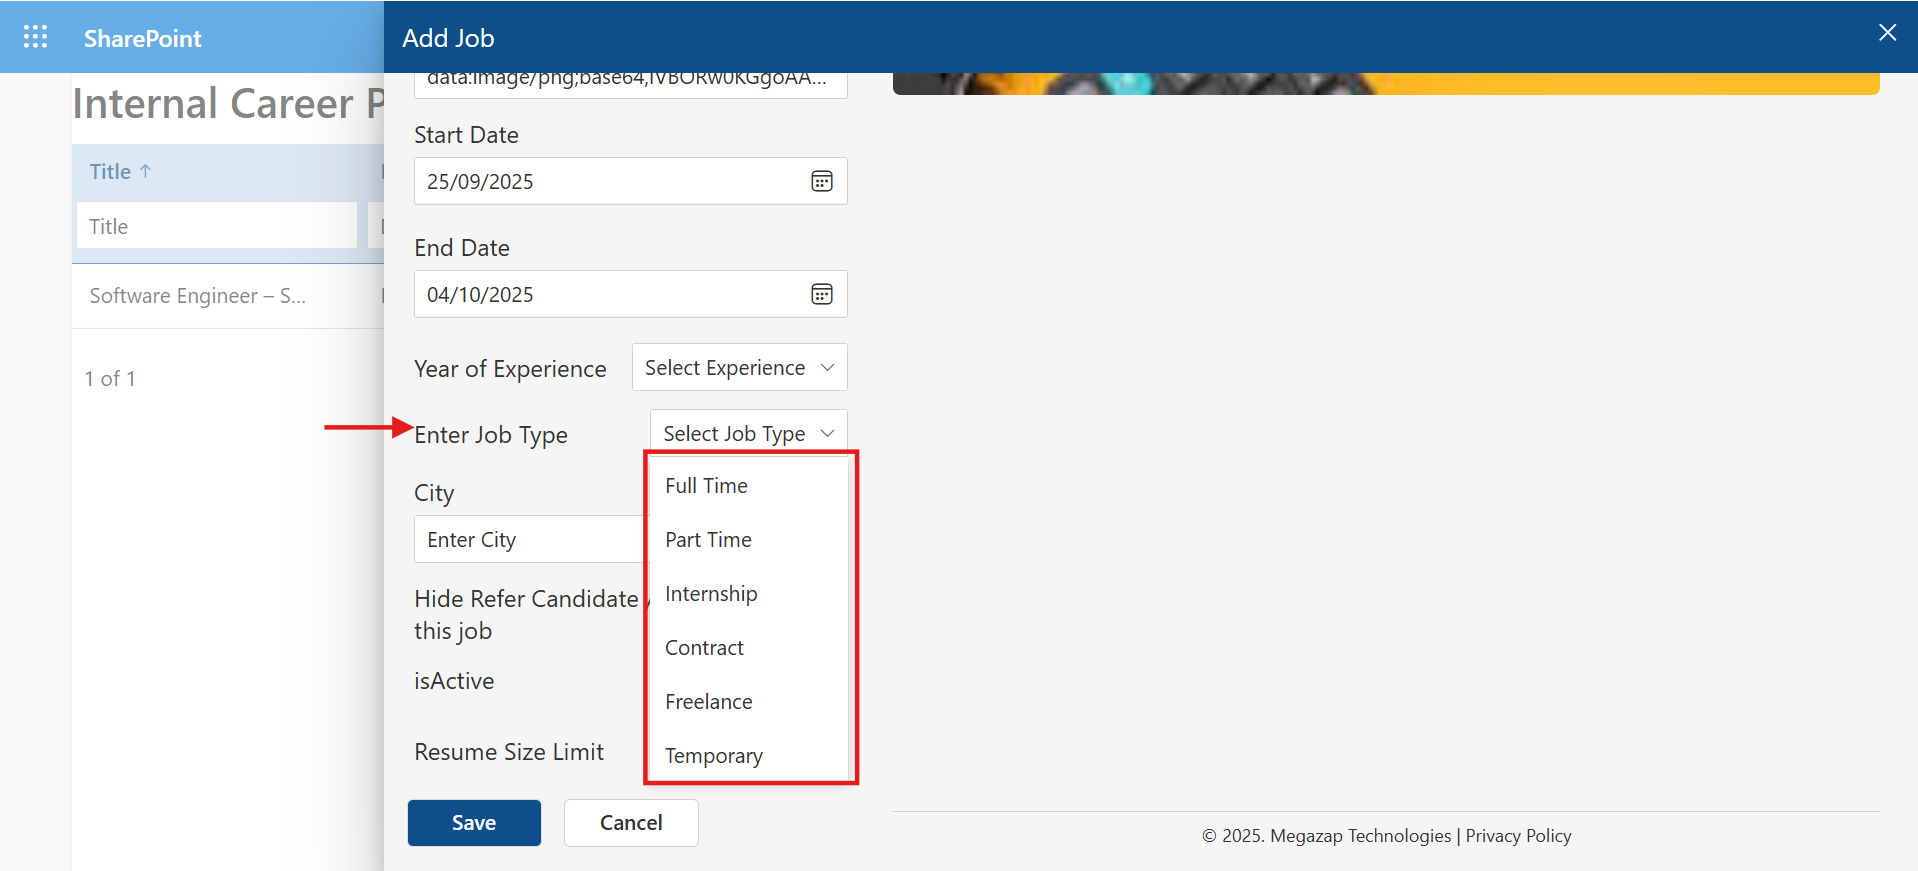 SharePoint
Add Job
Internal Career P
Title ↑
Title
Software Engineer – S...
1 of 1
data:image/png;base64,iVBORw0KGgoAA...
Start Date
25/09/2025
End Date
04/10/2025
Year of Experience
Select Experience
Enter Job Type
Select Job Type
Full Time
Part Time
Internship
Contract
Freelance
Temporary
City
Enter City
Hide Refer Candidate
this job
isActive
Resume Size Limit
Save
Cancel
© 2025. Megazap Technologies | Privacy Policy